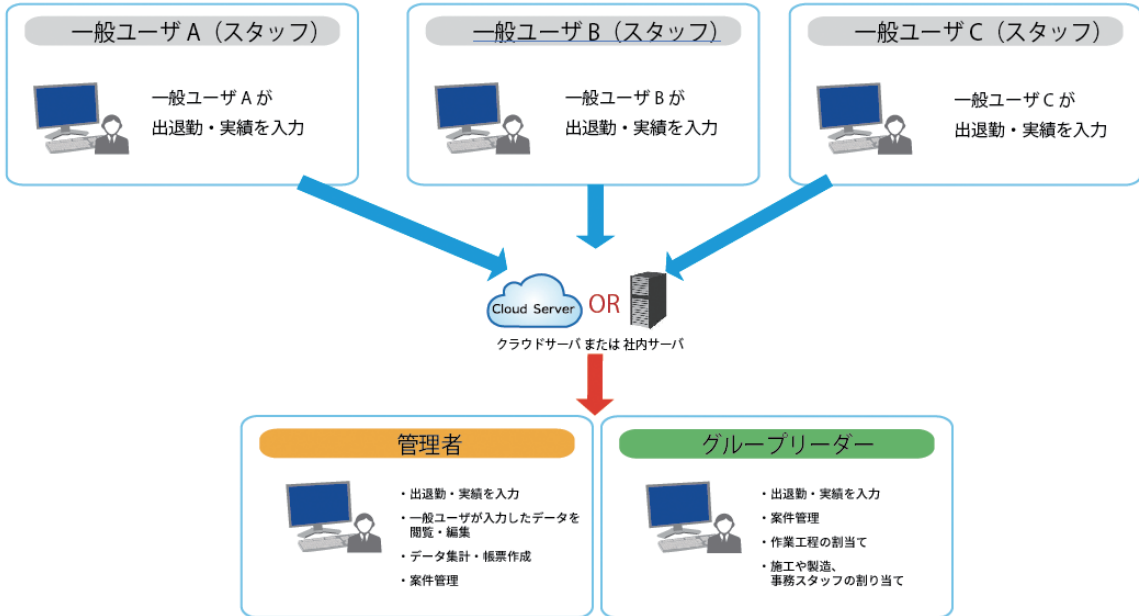 一般ユーザ A（スタッフ）
一般ユーザ A が
出退勤・実績を入力
一般ユーザ B（スタッフ）
一般ユーザ B が
出退勤・実績を入力
一般ユーザ C（スタッフ）
一般ユーザ C が
出退勤・実績を入力
Cloud Server OR
クラウドサーバ または 社内サーバ
管理者
・出退勤・実績を入力
・一般ユーザが入力したデータを
閲覧・編集
・データ集計・帳票作成
・案件管理
グループリーダー
・出退勤・実績を入力
・案件管理
・作業工程の割当て
・施工や製造、
事務スタッフの割り当て